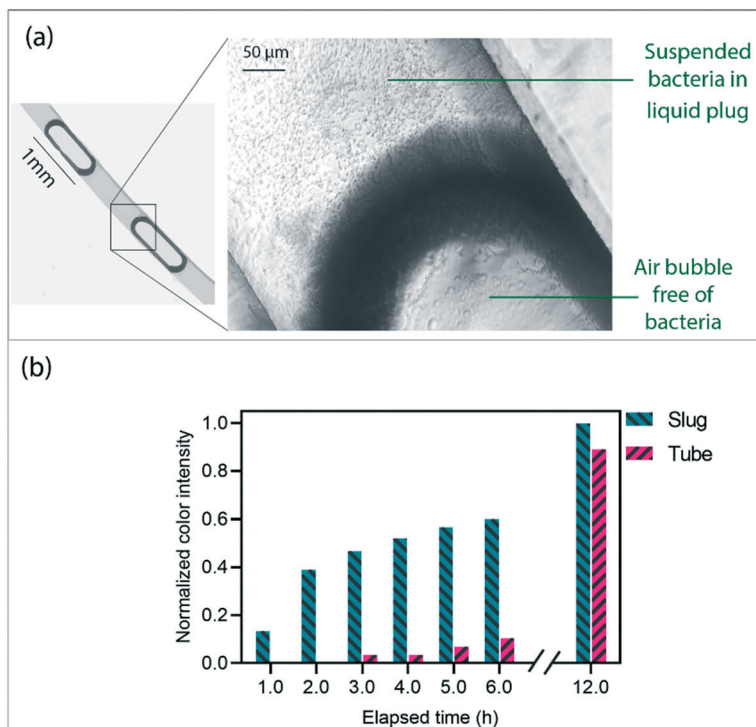 (a)
50 µm
1mm
Suspended
bacteria in
liquid plug
Air bubble
free of
bacteria
(b)
Normalized color intensity
1.0
0.8
0.6
0.4
0.2
0.0
Slug
Tube
1.0 2.0 3.0 4.0 5.0 6.0 12.0
Elapsed time (h)